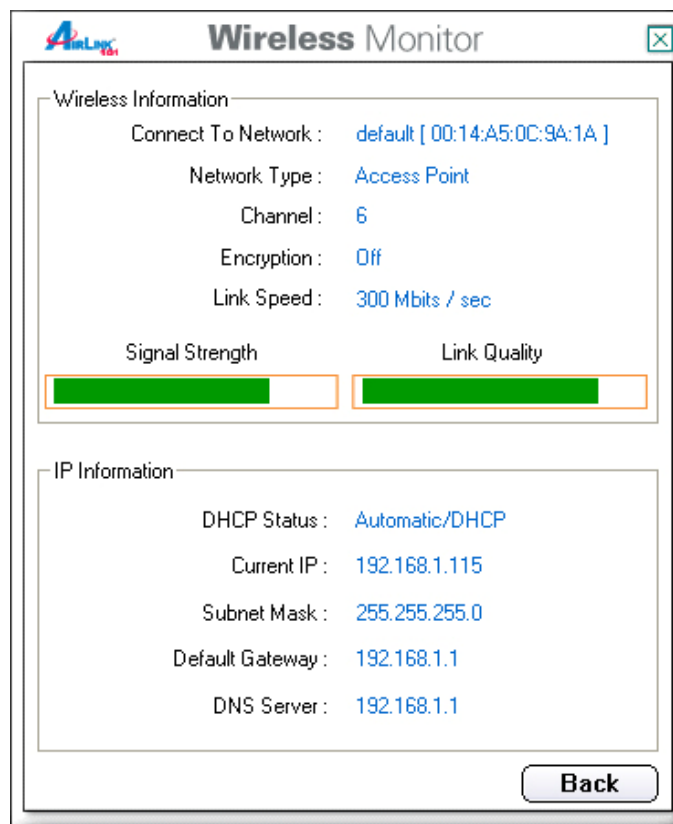 AirLink 101
Wireless Monitor
Wireless Information
Connect To Network : default [ 00:14:A5:0C:9A:1A ]
Network Type : Access Point
Channel : 6
Encryption : Off
Link Speed : 300 Mbits / sec
Signal Strength Link Quality
IP Information
DHCP Status : Automatic/DHCP
Current IP : 192.168.1.115
Subnet Mask : 255.255.255.0
Default Gateway : 192.168.1.1
DNS Server : 192.168.1.1
Back